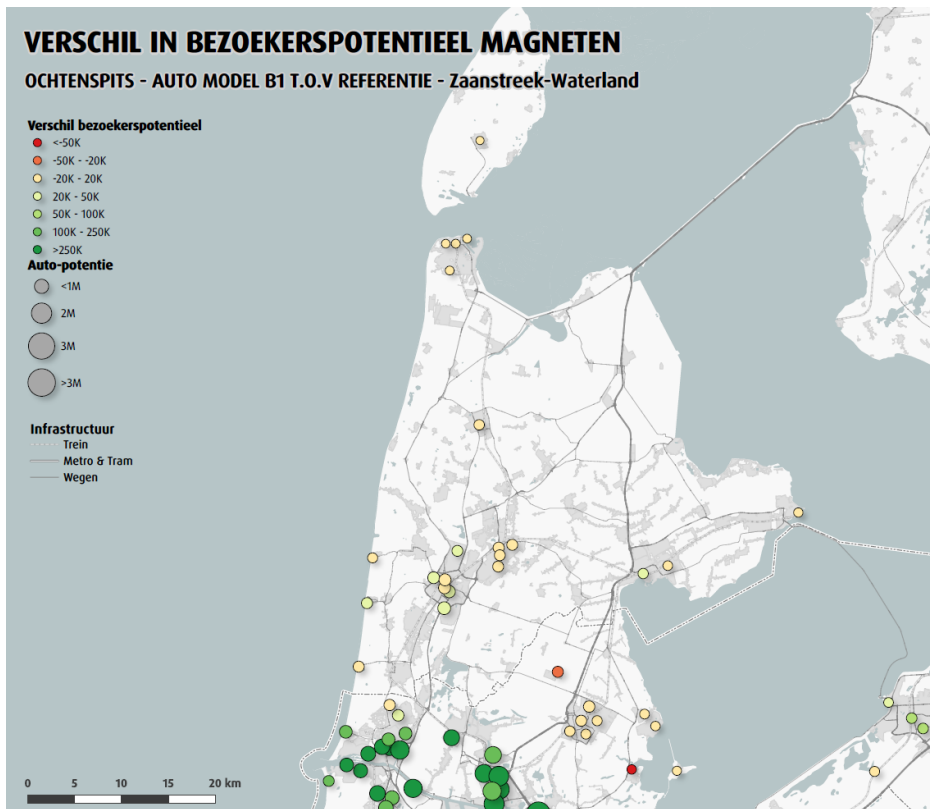 VERSCHIL IN BEZOEKERSPOTENTIEEL MAGNETEN
OCHTENSPITS - AUTO MODEL B1 T.O.V REFERENTIE - Zaanstreek-Waterland
Verschil bezoekerspotentieel
<-50K
-50K - -20K
-20K - 20K
20K - 50K
50K - 100K
100K - 250K
>250K
Auto-potentie
<1M
2M
3M
>3M
Infrastructuur
Trein
Metro & Tram
Wegen
0 5 10 15 20 km